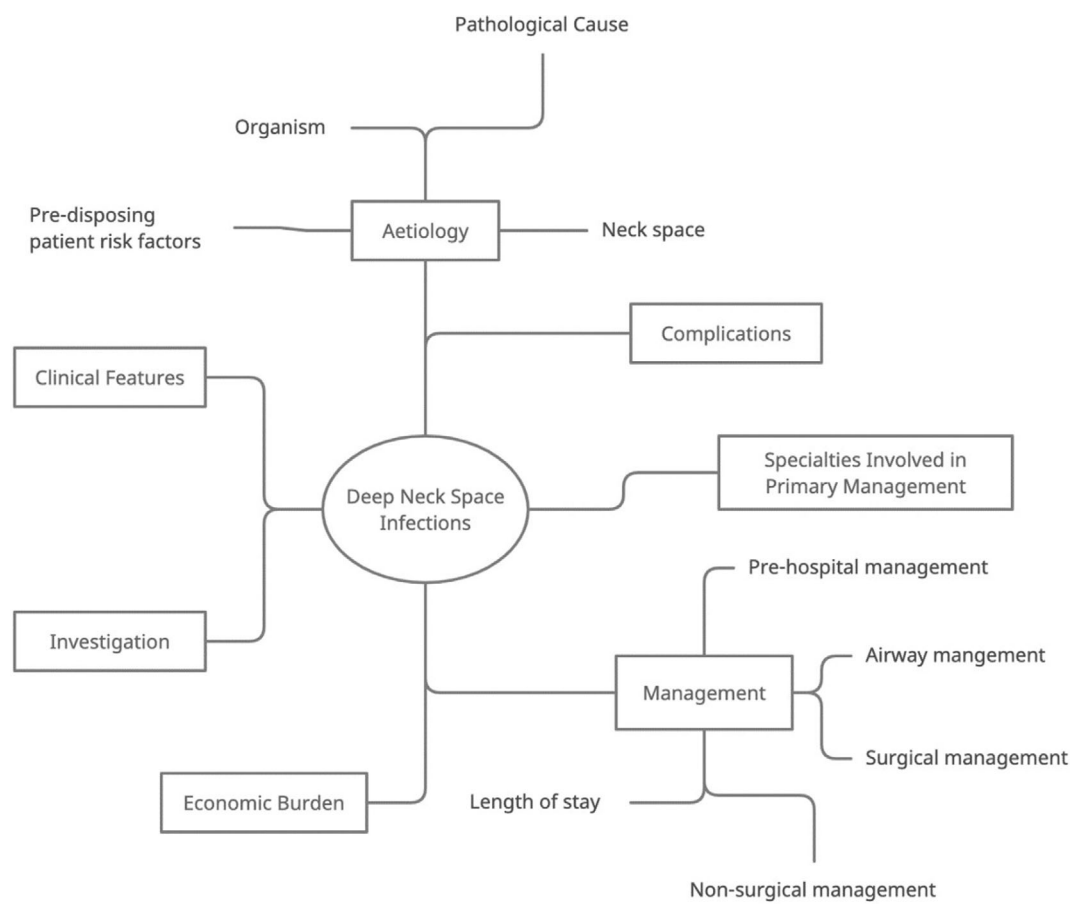 Pathological Cause
Organism
Pre-disposing
patient risk factors
Aetiology
Neck space
Complications
Clinical Features
Specialties Involved in
Primary Management
Deep Neck Space
Infections
Pre-hospital management
Investigation
Airway mangement
Management
Surgical management
Economic Burden
Length of stay
Non-surgical management